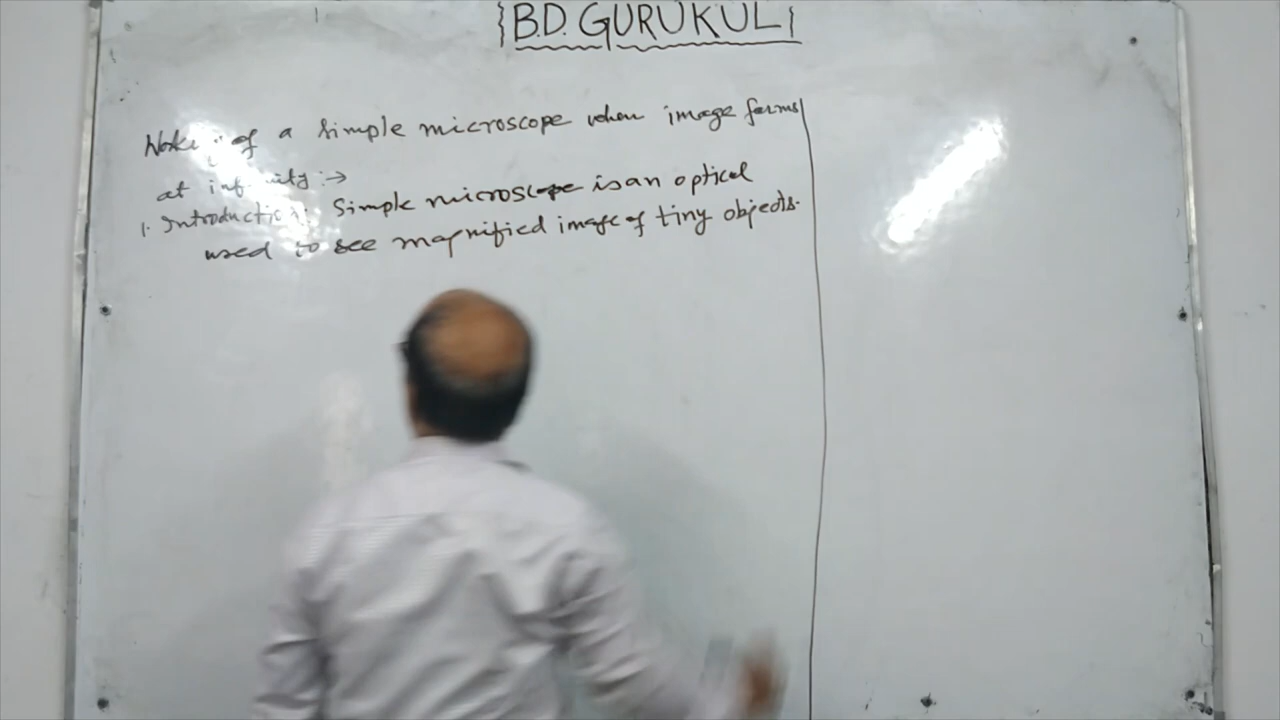 {B.D. GURUKUL}
of a simple microscope when image forms
at infinity :→
1. Introduction: Simple microscope is an optical
used to see magnified image of tiny objects.